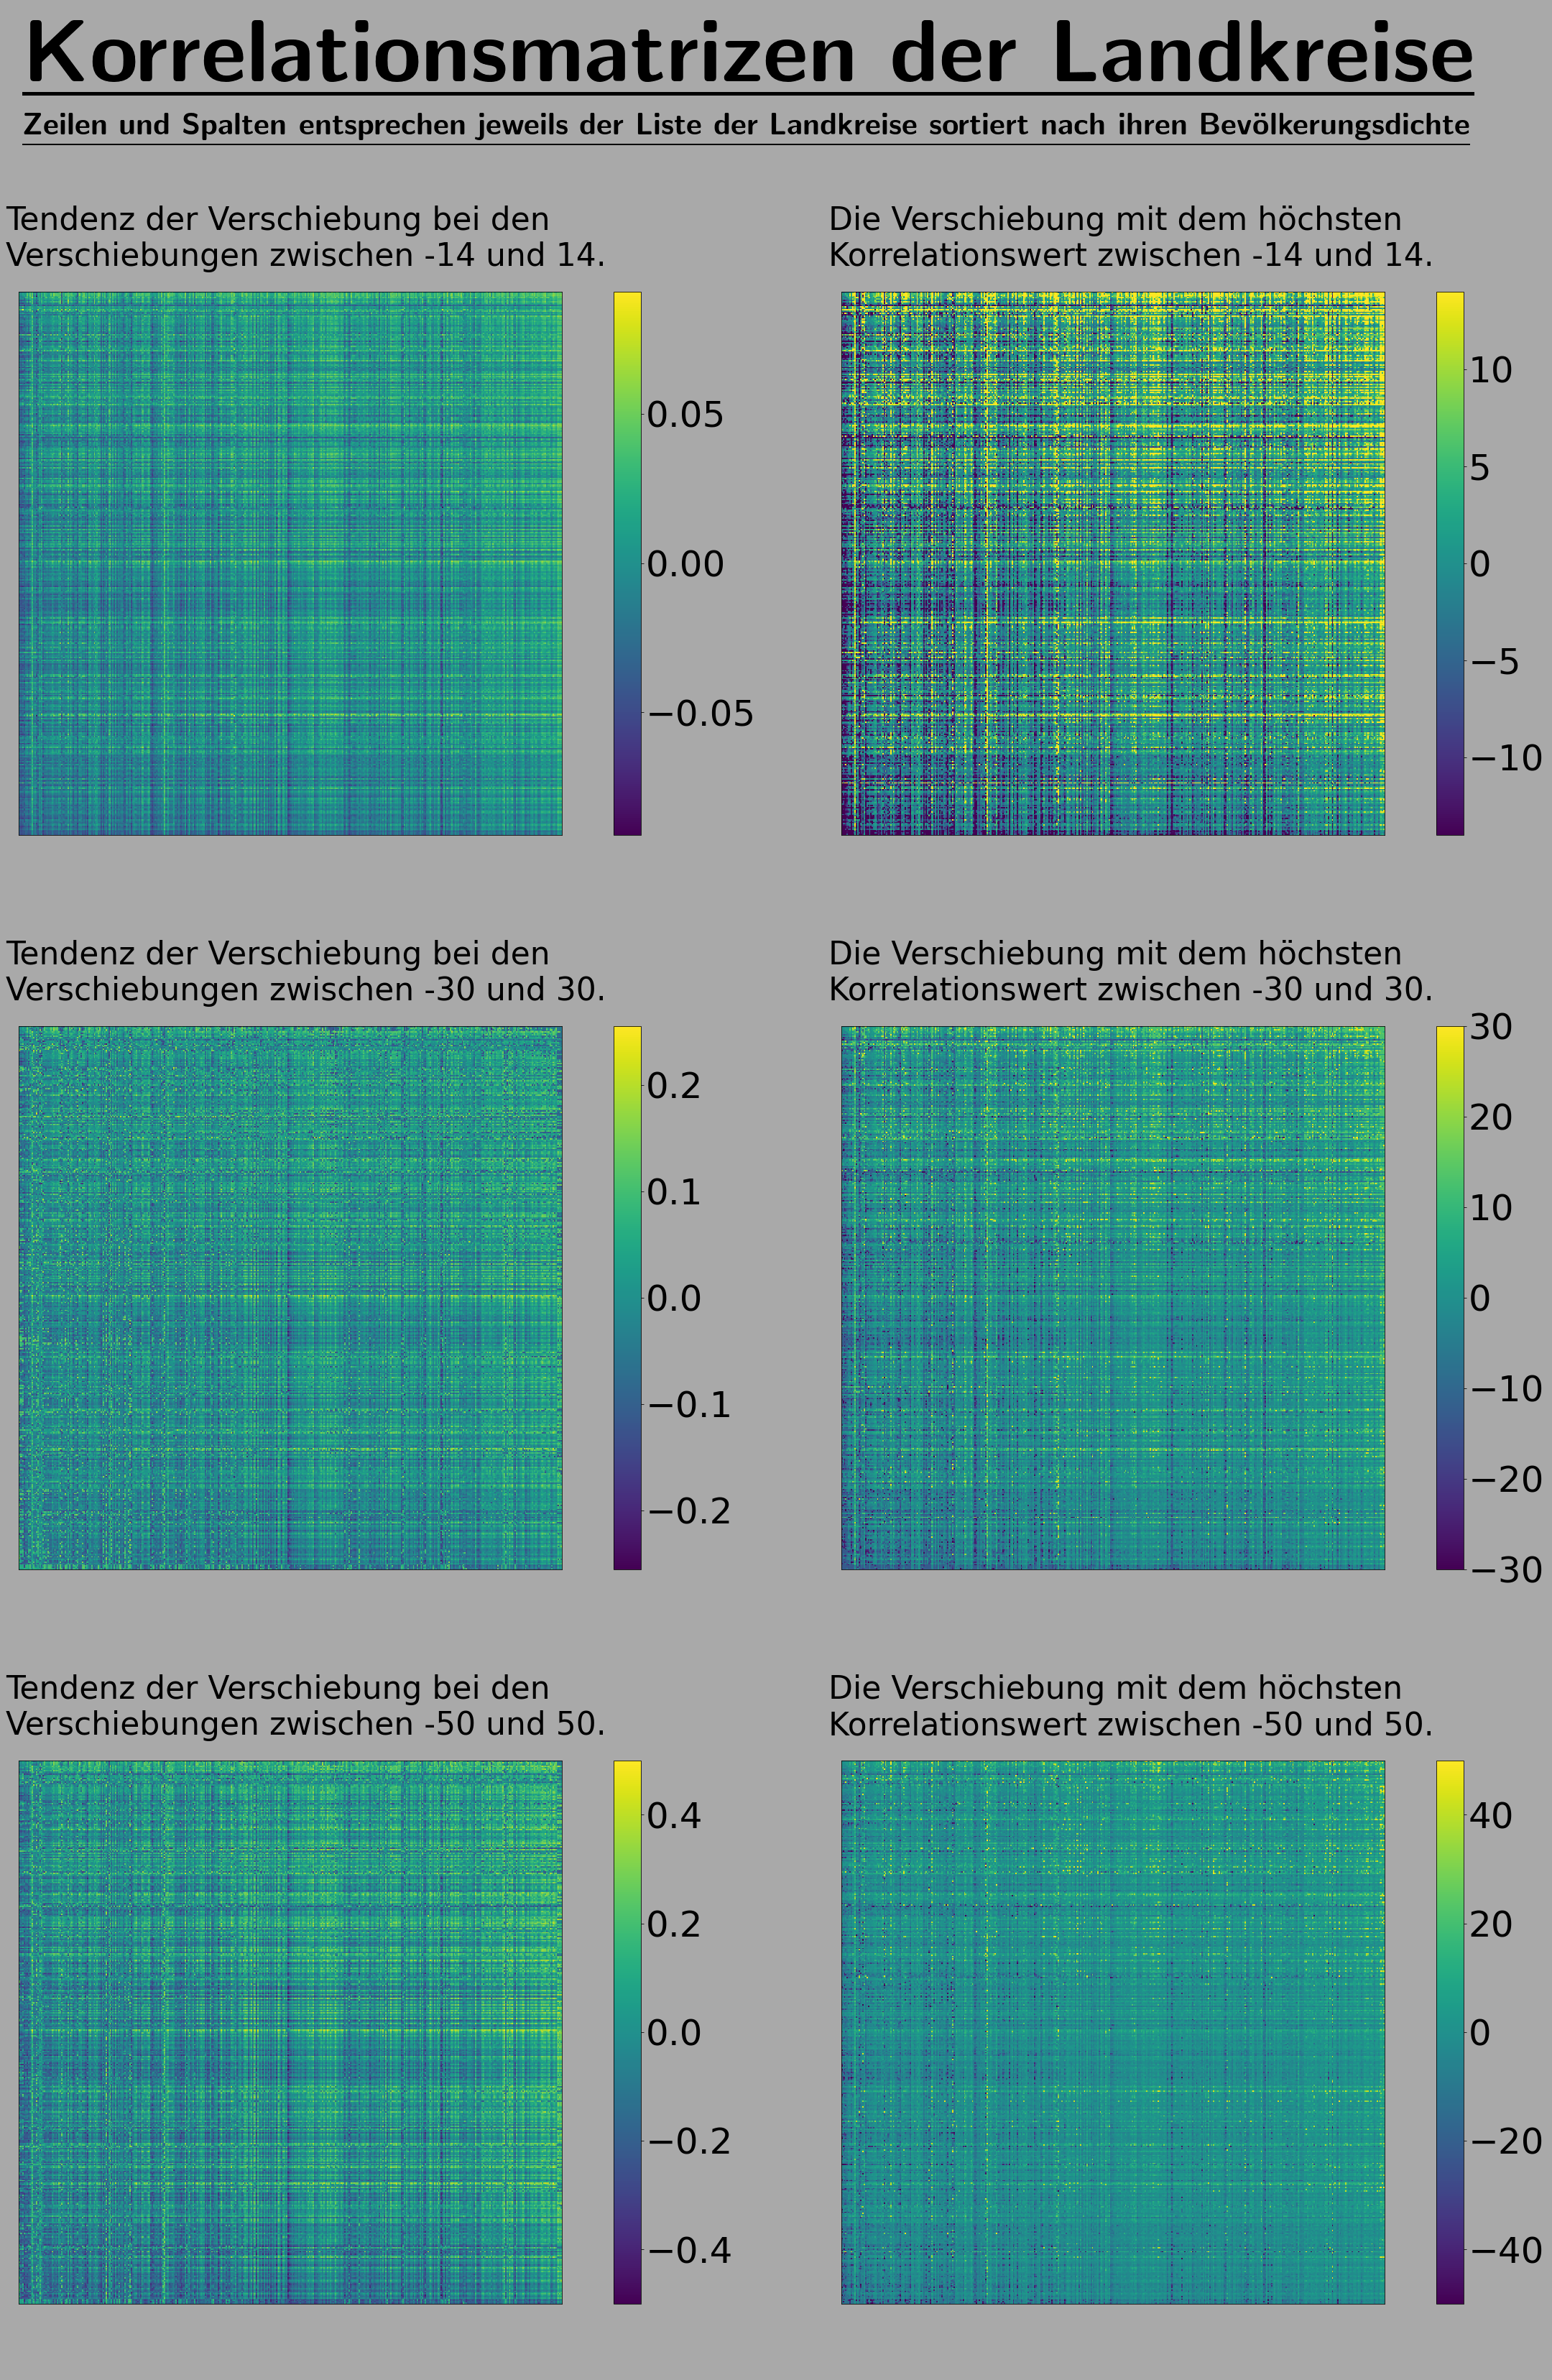 Korrelationsmatrizen der Landkreise
Zeilen und Spalten entsprechen jeweils der Liste der Landkreise sortiert nach ihren Bevölkerungsdichte
Tendenz der Verschiebung bei den
Verschiebungen zwischen -14 und 14.
0.05
0.00
−0.05
Die Verschiebung mit dem höchsten
Korrelationswert zwischen -14 und 14.
10
5
0
−5
−10
Tendenz der Verschiebung bei den
Verschiebungen zwischen -30 und 30.
0.2
0.1
0.0
−0.1
−0.2
Die Verschiebung mit dem höchsten
Korrelationswert zwischen -30 und 30.
30
20
10
0
−10
−20
−30
Tendenz der Verschiebung bei den
Verschiebungen zwischen -50 und 50.
0.4
0.2
0.0
−0.2
−0.4
Die Verschiebung mit dem höchsten
Korrelationswert zwischen -50 und 50.
40
20
0
−20
−40